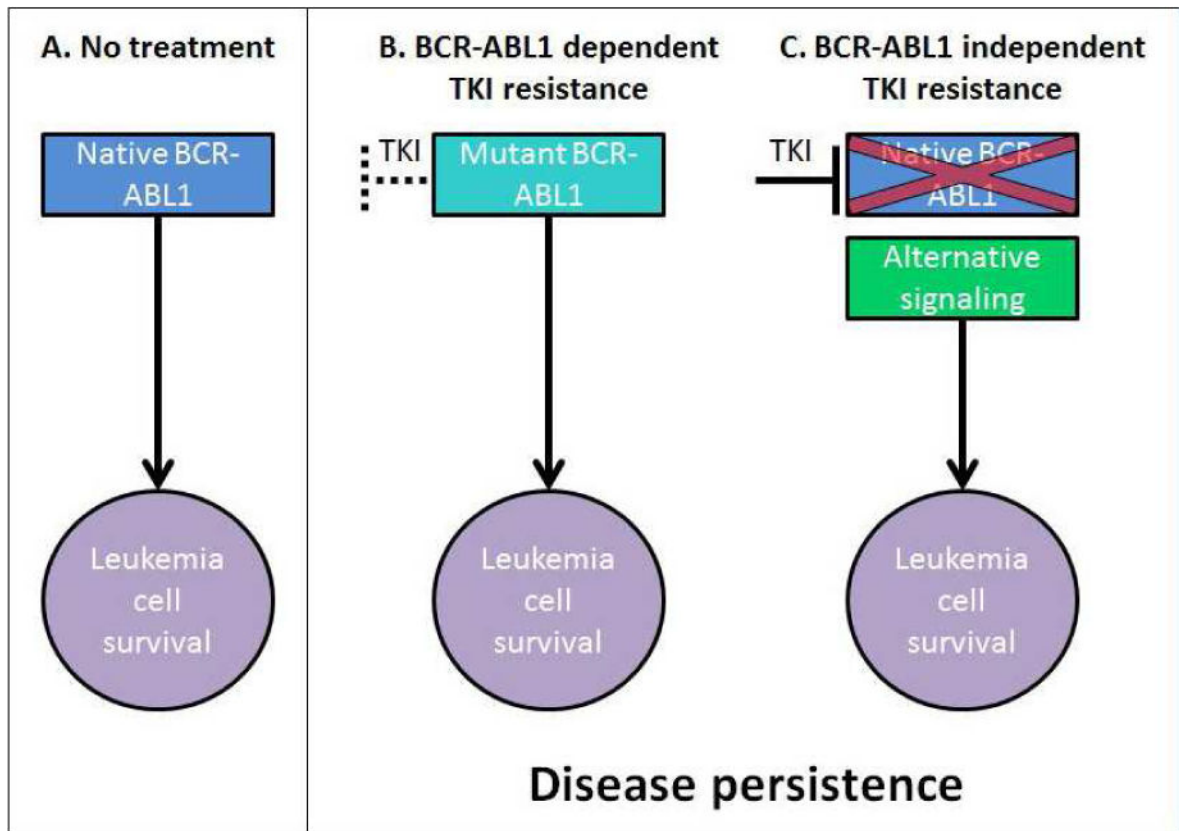 A. No treatment
Native BCR-
ABL1
Leukemia
cell
survival
B. BCR-ABL1 dependent
TKI resistance
TKI
Mutant BCR-
ABL1
Leukemia
cell
survival
C. BCR-ABL1 independent
TKI resistance
TKI
Native BCR-
ABL1
Alternative
signaling
Leukemia
cell
survival
Disease persistence